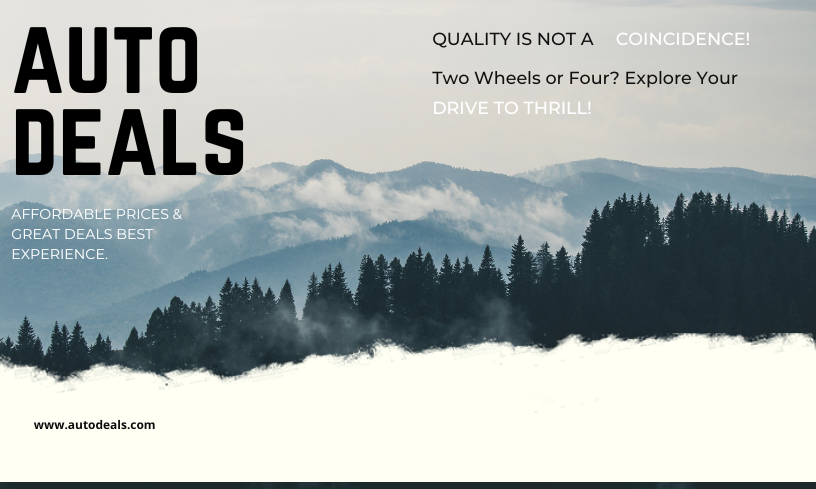 AUTO
DEALS
QUALITY IS NOT A COINCIDENCE!
Two Wheels or Four? Explore Your
DRIVE TO THRILL!
AFFORDABLE PRICES &
GREAT DEALS BEST
EXPERIENCE.
www.autodeals.com